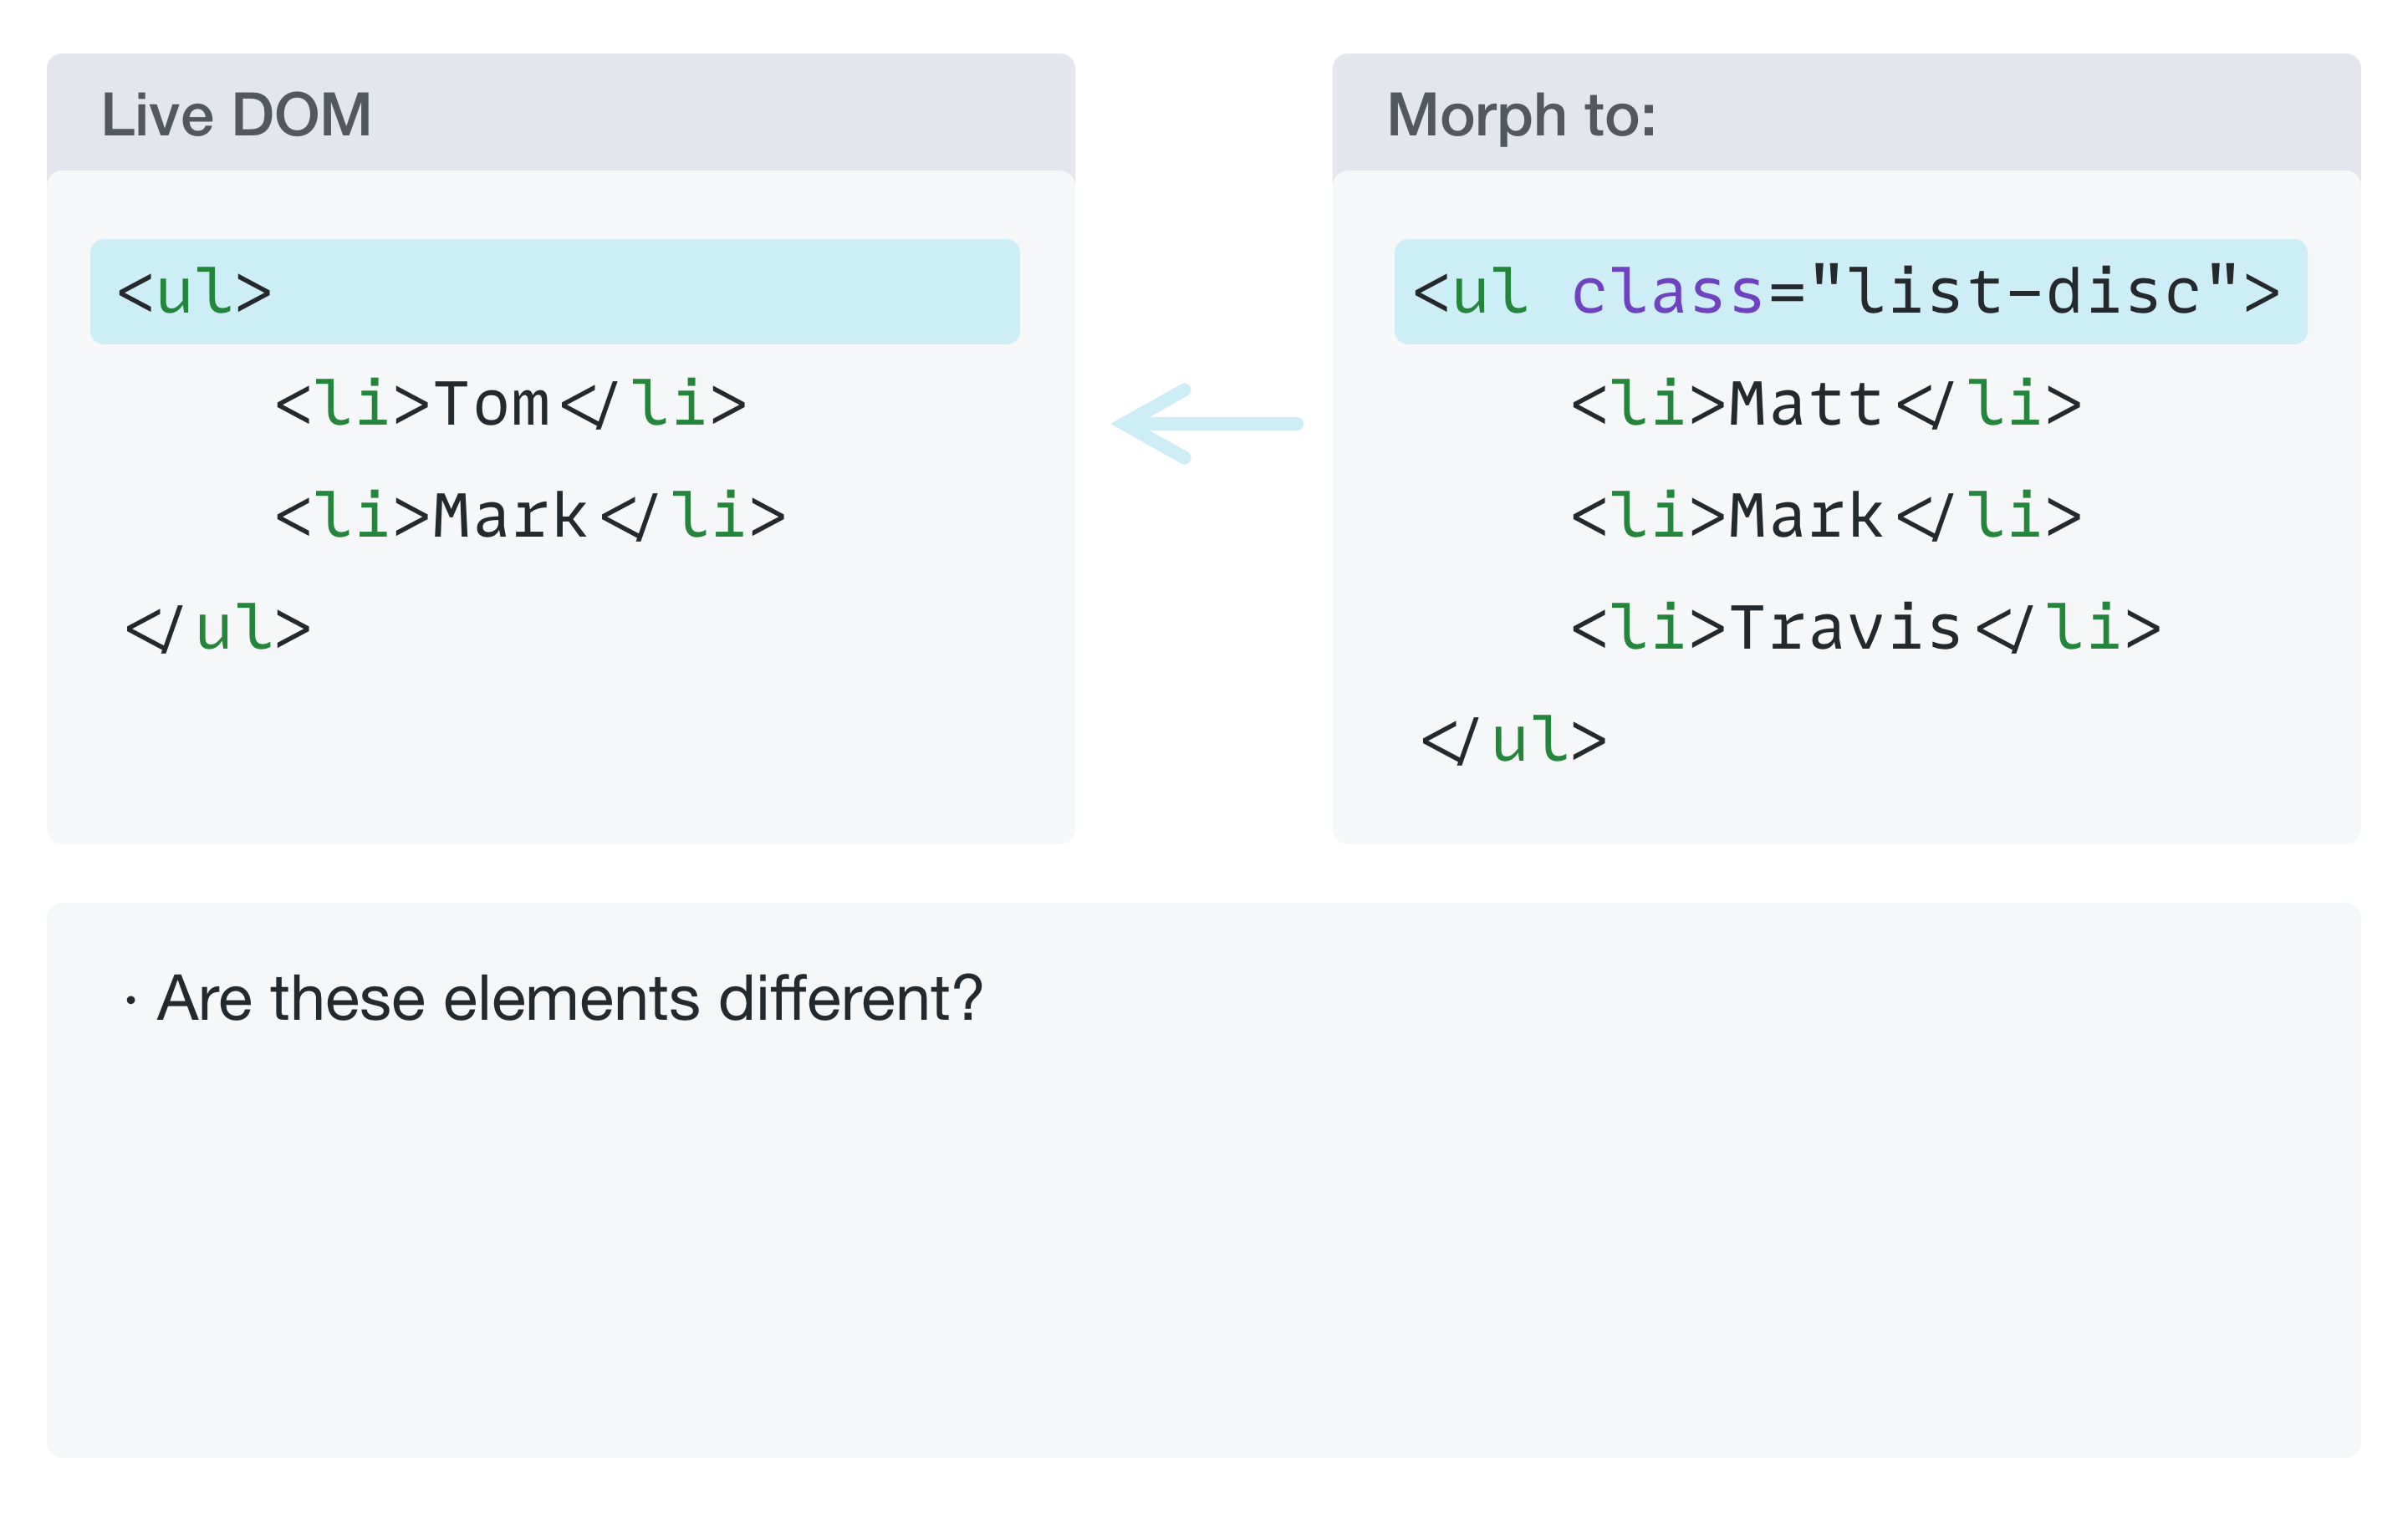 Live DOM
<ul>
<li>Tom</li>
<li>Mark</li>
</ul>
Morph to:
<ul class="list-disc">
<li>Matt</li>
<li>Mark</li>
<li>Travis</li>
</ul>
· Are these elements different?